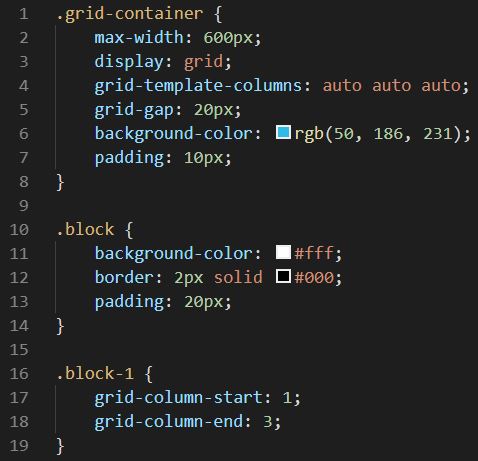 1 .grid-container {
2 max-width: 600px;
3 display: grid;
4 grid-template-columns: auto auto auto;
5 grid-gap: 20px;
6 background-color: rgb(50, 186, 231);
7 padding: 10px;
8 }
9
10 .block {
11 background-color: #fff;
12 border: 2px solid #000;
13 padding: 20px;
14 }
15
16 .block-1 {
17 grid-column-start: 1;
18 grid-column-end: 3;
19 }